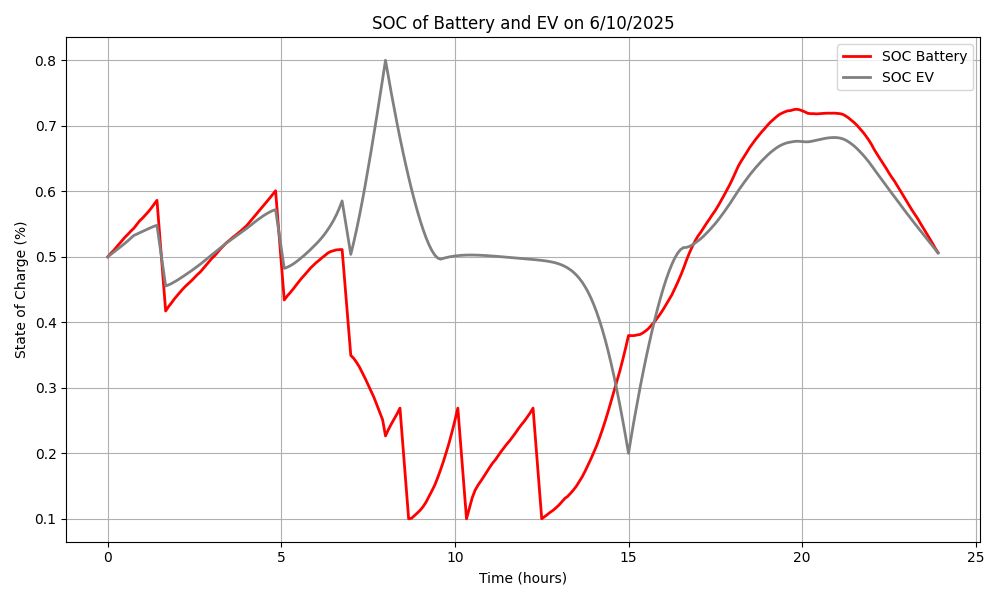 SOC of Battery and EV on 6/10/2025
SOC Battery
SOC EV
State of Charge (%)
0.8
0.7
0.6
0.5
0.4
0.3
0.2
0.1
0 5 10 15 20 25
Time (hours)